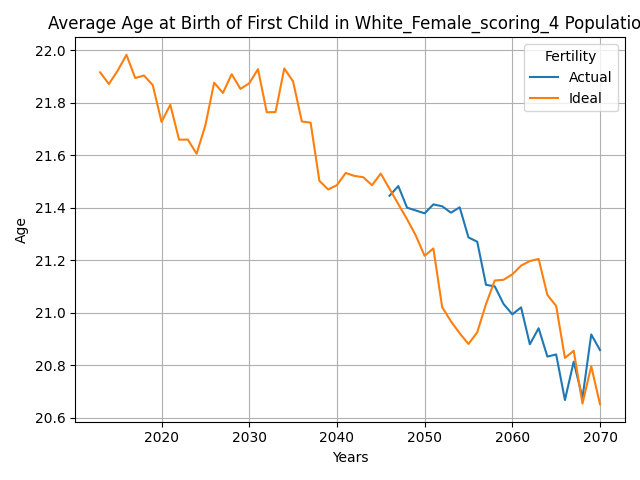 Average Age at Birth of First Child in White_Female_scoring_4 Populatio
22.0
21.8
21.6
21.4
21.2
21.0
20.8
20.6
Age
Fertility
Actual
Ideal
2020 2030 2040 2050 2060 2070
Years